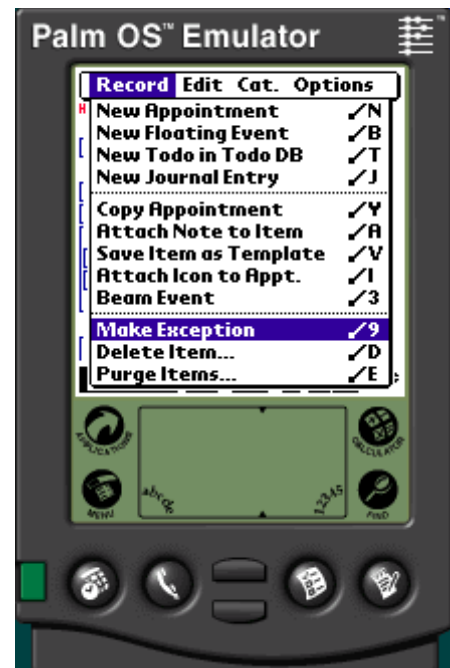 Palm OS™ Emulator
Record Edit Cat. Options
H
New Appointment ✓N
New Floating Event ✓B
New Todo in Todo DB ✓T
New Journal Entry ✓J
Copy Appointment ✓Y
Attach Note to Item ✓A
Save Item as Template ✓V
Attach Icon to Appt. ✓I
Beam Event ✓3
Make Exception ✓9
Delete Item... ✓D
Purge Items... ✓E
APPLICATIONS
CALCULATOR
MENU
abcde
12345
FIND